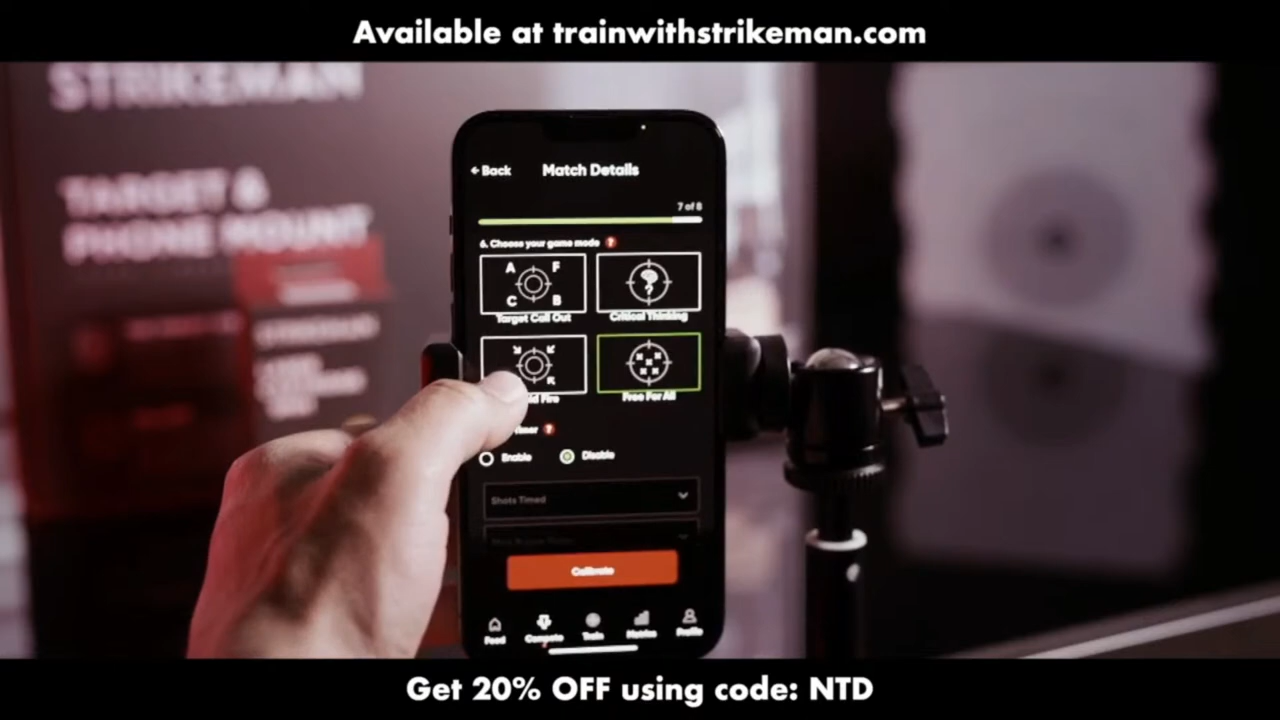 Available at trainwithstrikeman.com
STRIKEMAN
TARGET &
PHONE MOUNT
← Back Match Details
7 of 8
6. Choose your game mode ?
A F
C B
Target Call Out
?
Critical Thinking
Fire
Free For All
?
Enable Disable
Shots Timed
Calibrate
Feed Compete Train Metrics Profile
Get 20% OFF using code: NTD